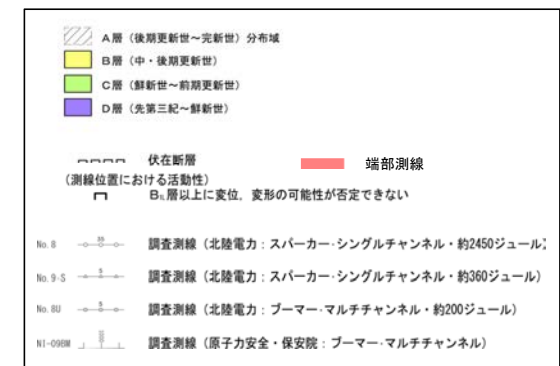 A層（後期更新世～完新世）分布域
B層（中・後期更新世）
C層（鮮新世～前期更新世）
D層（先第三紀～鮮新世）
伏在断層
端部測線
（測線位置における活動性）
B1L層以上に変位，変形の可能性が否定できない
No.8 調査測線（北陸電力：スパーカー・シングルチャンネル・約2450ジュール）
No.9-S 調査測線（北陸電力：スパーカー・シングルチャンネル・約360ジュール）
No.8U 調査測線（北陸電力：ブーマー・マルチチャンネル・約200ジュール）
NI-09BM 調査測線（原子力安全・保安院：ブーマー・マルチチャンネル）